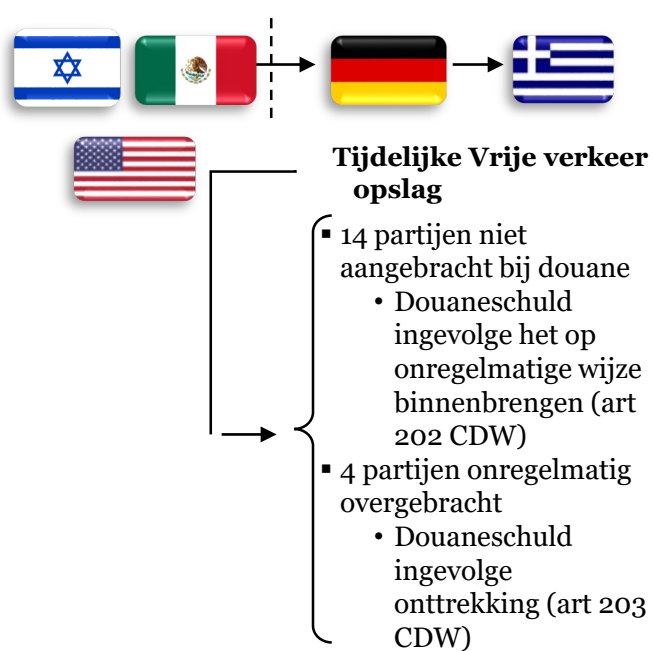 Tijdelijke Vrije verkeer
opslag
▪ 14 partijen niet
aangebracht bij douane
• Douaneschuld
ingevolge het op
onregelmatige wijze
binnenbrengen (art
202 CDW)
▪ 4 partijen onregelmatig
overgebracht
• Douaneschuld
ingevolge
onttrekking (art 203
CDW)